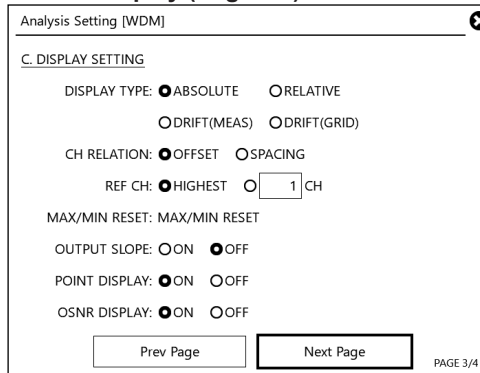 Analysis Setting [WDM]
C. DISPLAY SETTING
DISPLAY TYPE: ABSOLUTE RELATIVE
DRIFT(MEAS) DRIFT(GRID)
CH RELATION: OFFSET SPACING
REF CH: HIGHEST 1 CH
MAX/MIN RESET: MAX/MIN RESET
OUTPUT SLOPE: ON OFF
POINT DISPLAY: ON OFF
OSNR DISPLAY: ON OFF
Prev Page Next Page
PAGE 3/4